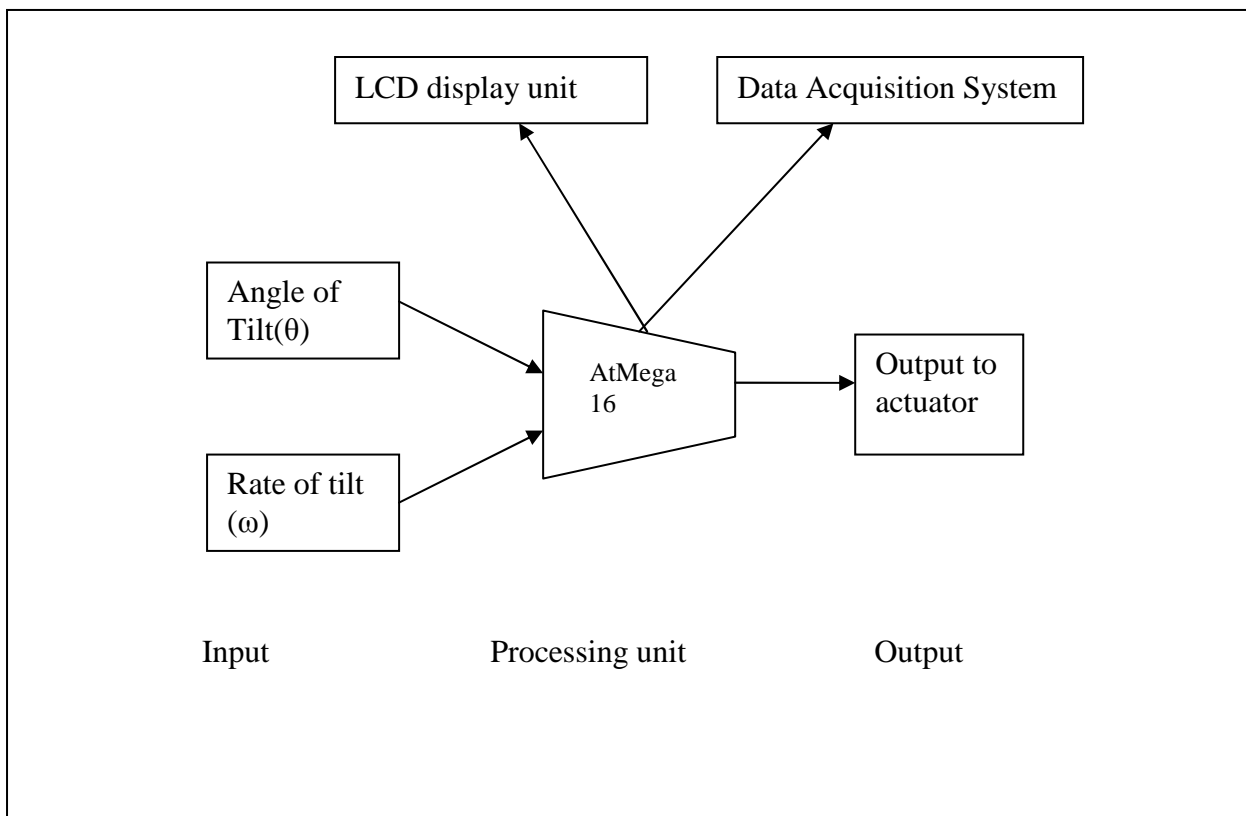 LCD display unit
Data Acquisition System
Angle of
Tilt(θ)
AtMega
16
Output to
actuator
Rate of tilt
(ω)
Input
Processing unit
Output